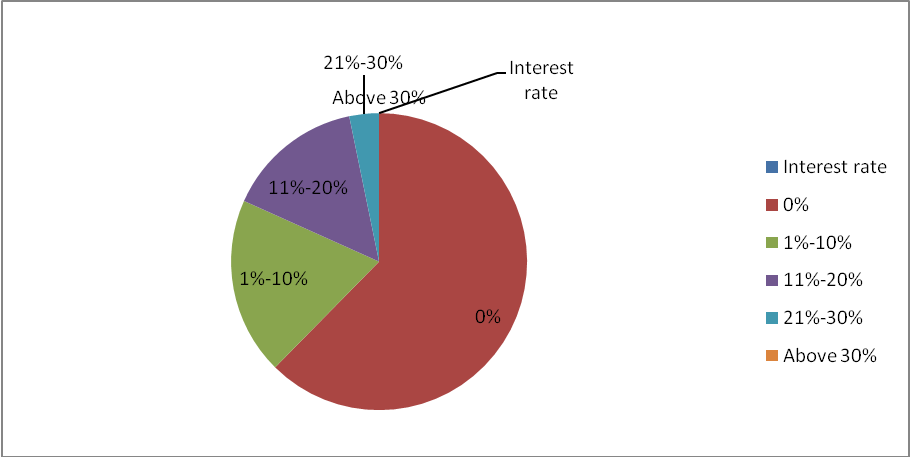 21%-30%
Interest
rate
Above 30%
11%-20%
1%-10%
0%
Interest rate
0%
1%-10%
11%-20%
21%-30%
Above 30%